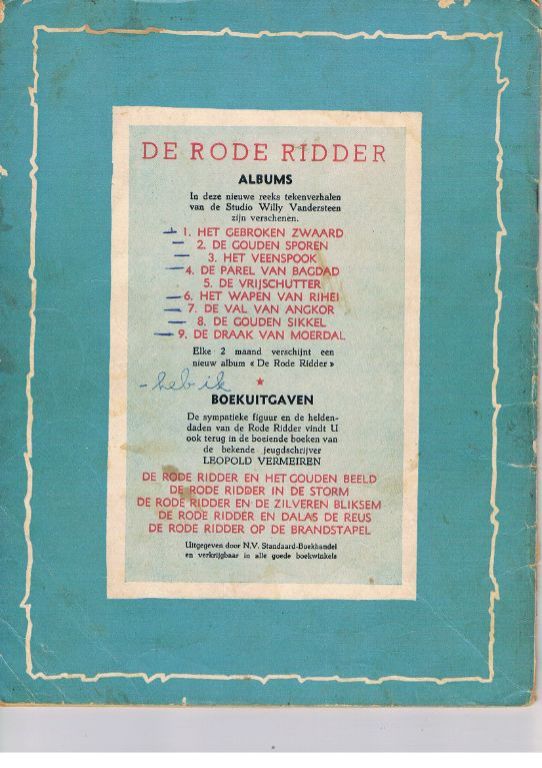 DE RODE RIDDER
ALBUMS
In deze nieuwe reeks tekenverhalen
van de Studio Willy Vandersteen
zijn verschenen.
1. HET GEBROKEN ZWAARD
2. DE GOUDEN SPOREN
3. HET VEENSPOOK
4. DE PAREL VAN BAGDAD
5. DE VRIJSCHUTTER
6. HET WAPEN VAN RIHEI
7. DE VAL VAN ANGKOR
8. DE GOUDEN SIKKEL
9. DE DRAAK VAN MOERDAL
Elke 2 maand verschijnt een
nieuw album « De Rode Ridder »
- heb ik
BOEKUITGAVEN
De sympatieke figuur en de helden-
daden van de Rode Ridder vindt U
ook terug in de boeiende boeken van
de bekende jeugdschrijver
LEOPOLD VERMEIREN
DE RODE RIDDER EN HET GOUDEN BEELD
DE RODE RIDDER IN DE STORM
DE RODE RIDDER EN DE ZILVEREN BLIKSEM
DE RODE RIDDER EN DALAS DE REUS
DE RODE RIDDER OP DE BRANDSTAPEL
Uitgegeven door N.V. Standaard-Boekhandel
en verkrijgbaar in alle goede boekwinkels